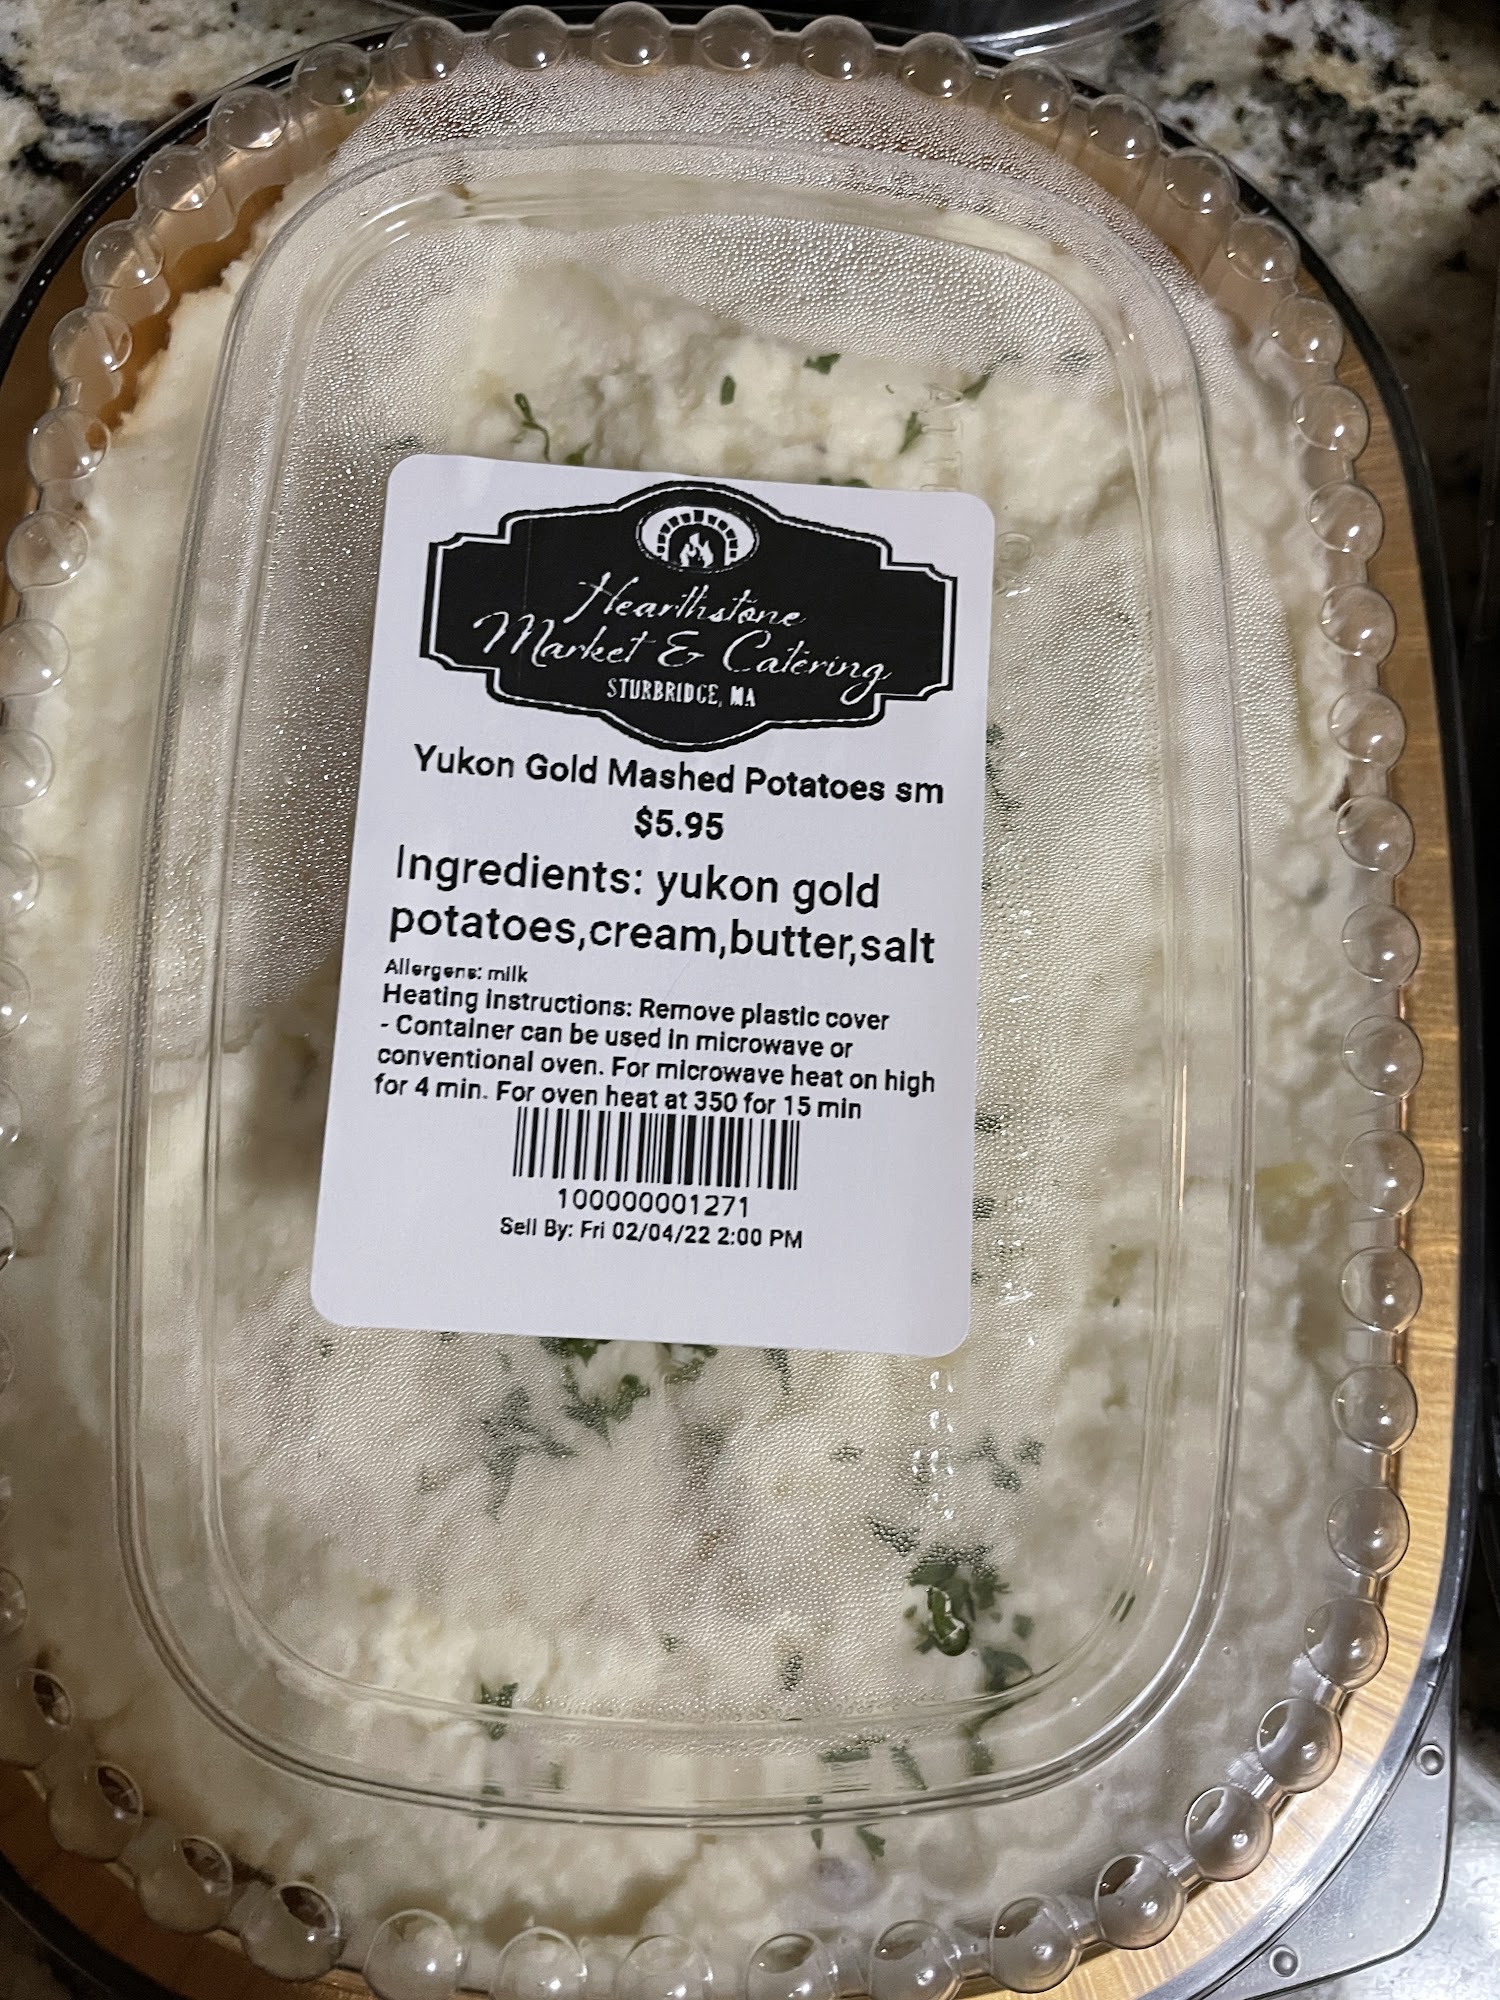 Hearthstone
Market & Catering
STURBRIDGE, MA
Yukon Gold Mashed Potatoes sm
$5.95
Ingredients: yukon gold
potatoes,cream,butter,salt
Allergens: milk
Heating instructions: Remove plastic cover
- Container can be used in microwave or
conventional oven. For microwave heat on high
for 4 min. For oven heat at 350 for 15 min
100000001271
Sell By: Fri 02/04/22 2:00 PM